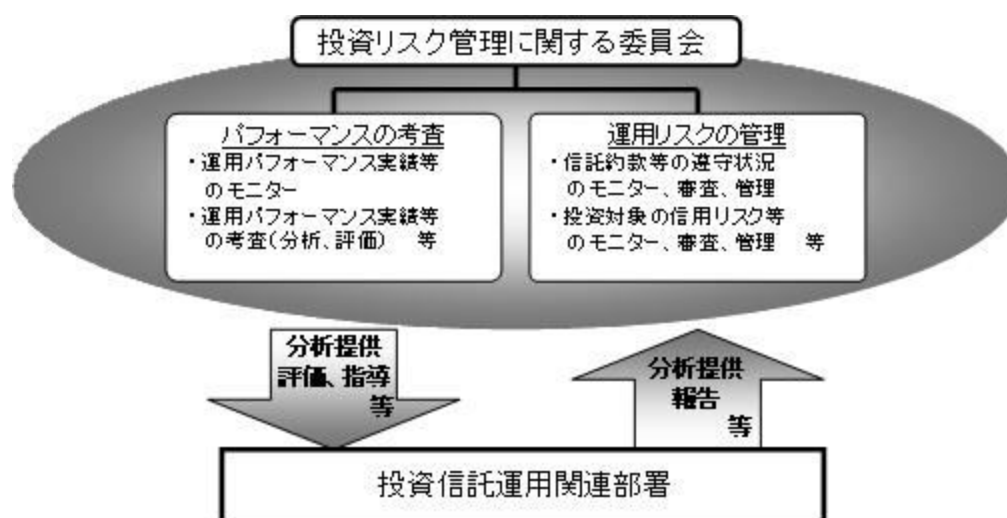 投資リスク管理に関する委員会
パフォーマンスの考査
・運用パフォーマンス実績等
のモニター
・運用パフォーマンス実績等
の考査(分析、評価) 等
運用リスクの管理
・信託約款等の遵守状況
のモニター、審査、管理
・投資対象の信用リスク等
のモニター、審査、管理 等
分析提供
評価、指導
等
分析提供
報告
等
投資信託運用関連部署